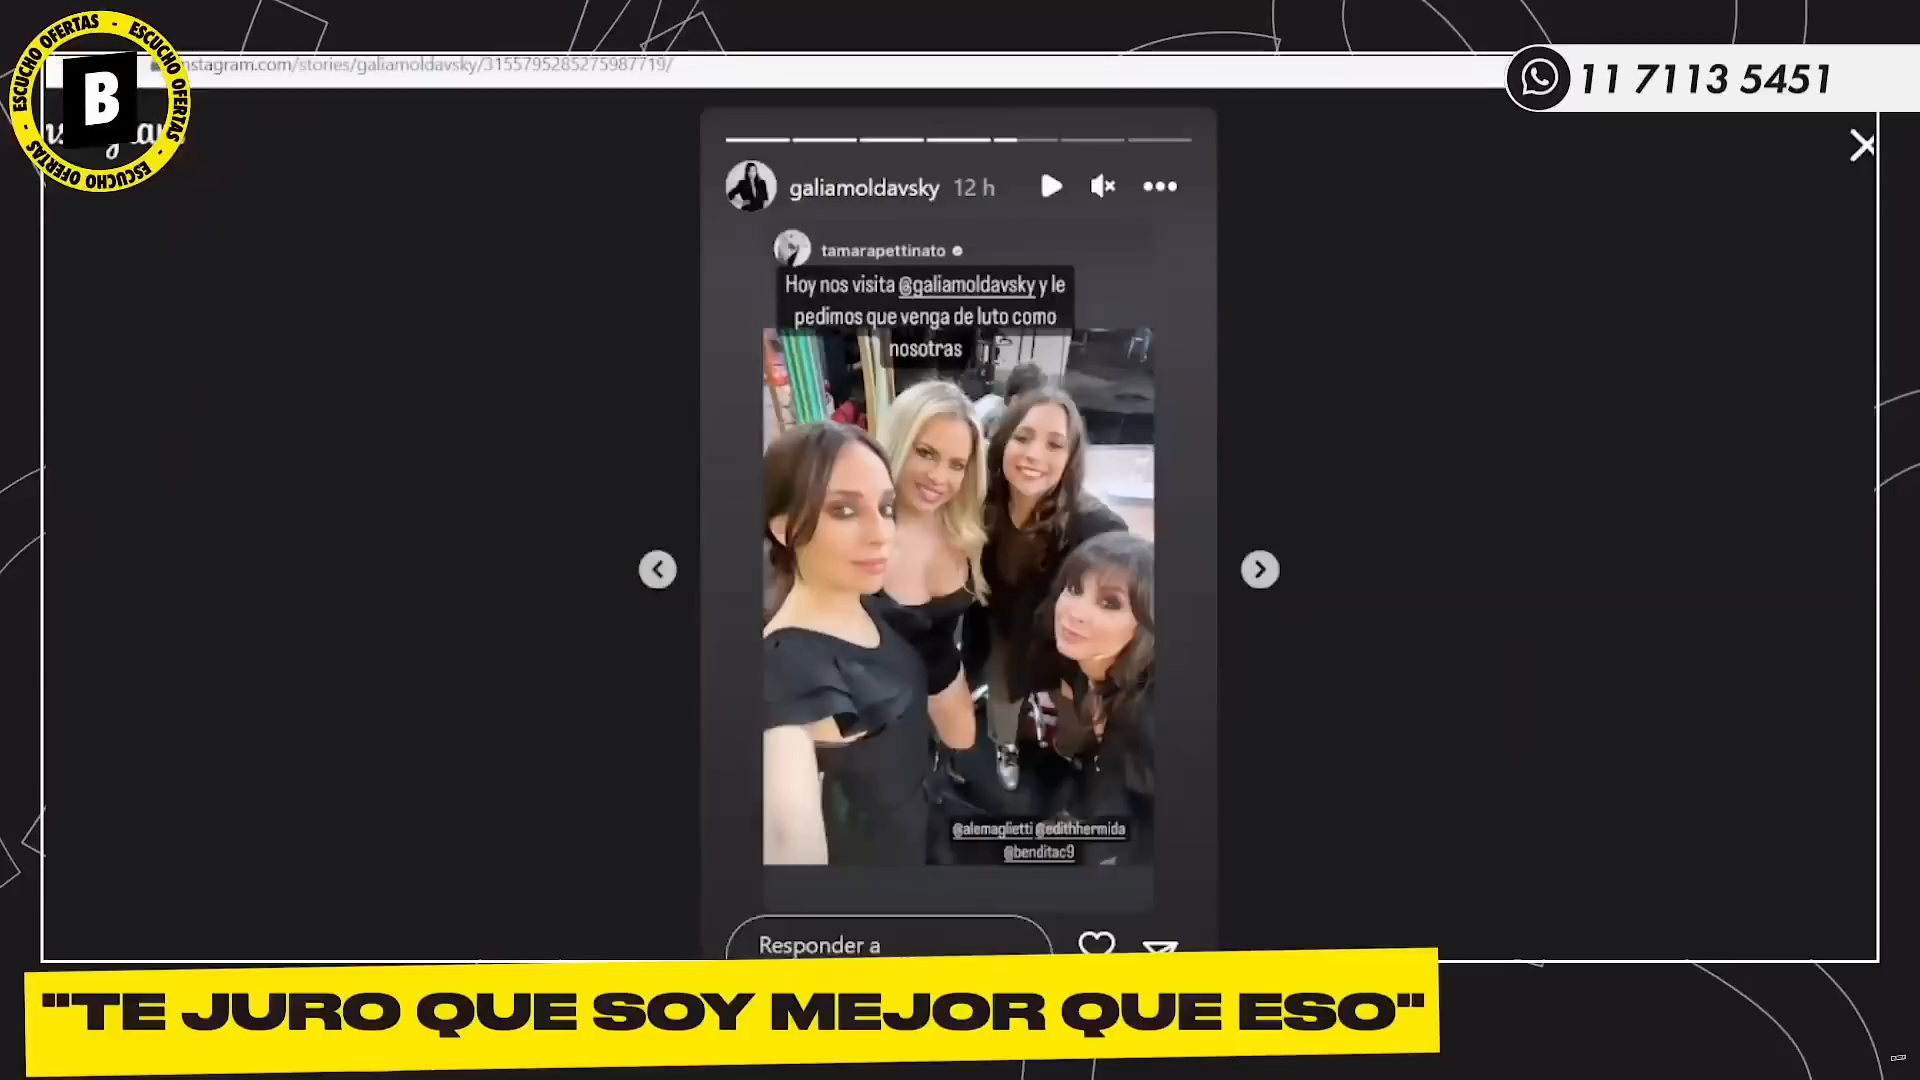 ESCUCHO OFERTAS - ESCUCHO OFERTAS - ESCUCHO OFERTAS -
B
nstagram.com/stories/galiamoldavsky/3155795285275987719/
11 7113 5451
galiamoldavsky 12 h
tamarapettinato
Hoy nos visita @galiamoldavsky y le
pedimos que venga de luto como
nosotras
@alemaglietti @edithhermida
@benditac9
Responder a
"TE JURO QUE SOY MEJOR QUE ESO"